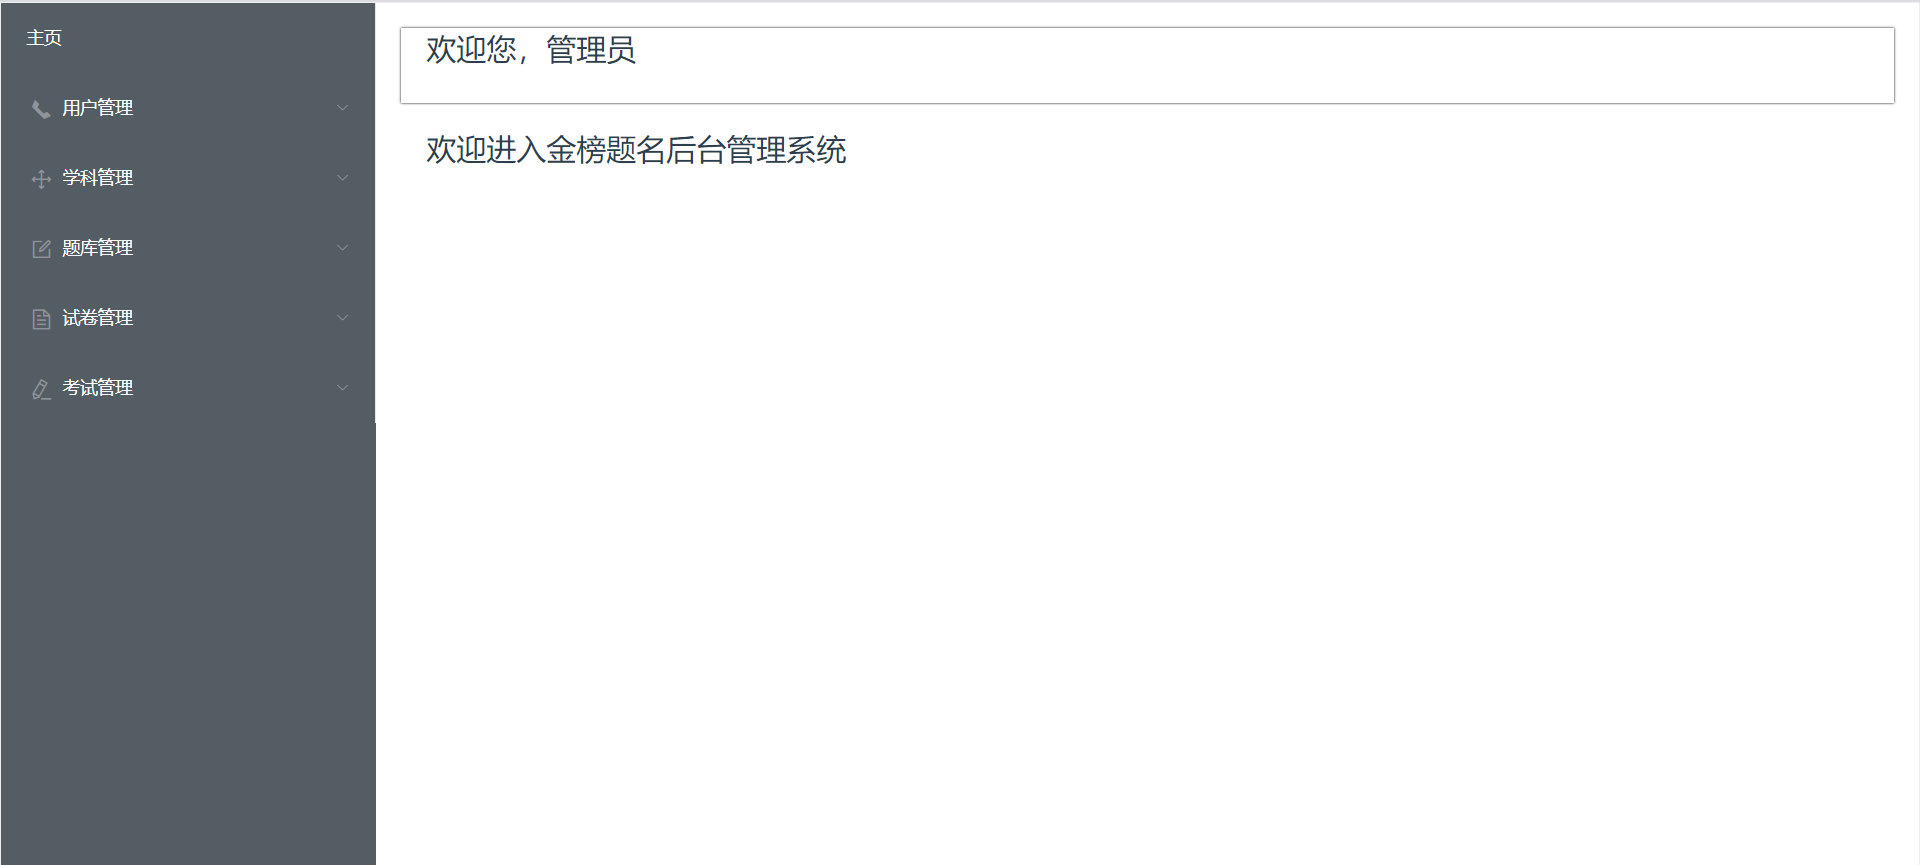 主页
用户管理
学科管理
题库管理
试卷管理
考试管理
欢迎您，管理员
欢迎进入金榜题名后台管理系统